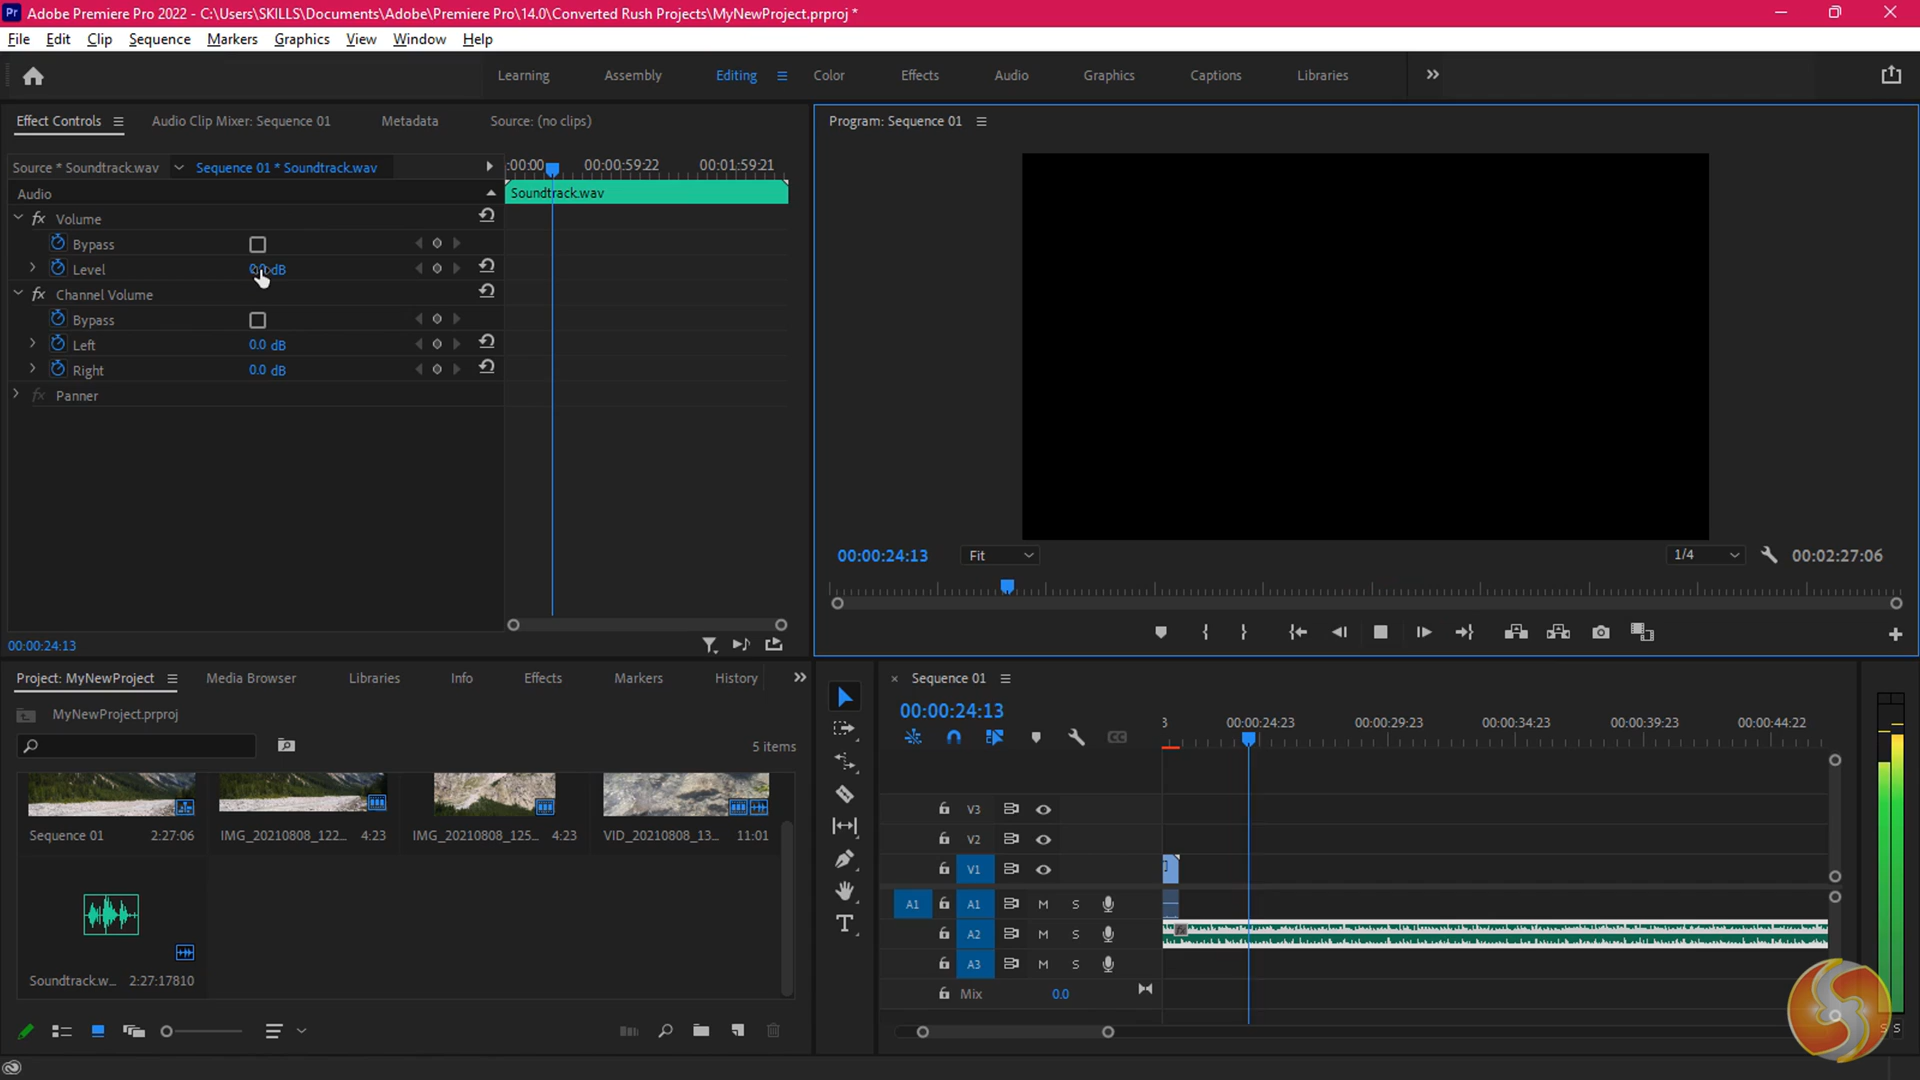 Adobe Premiere Pro 2022 - C:\Users\SKILLS\Documents\Adobe\Premiere Pro\14.0\Converted Rush Projects\MyNewProject.prproj *
File Edit Clip Sequence Markers Graphics View Window Help
Learning Assembly Editing Color Effects Audio Graphics Captions Libraries
Effect Controls Audio Clip Mixer: Sequence 01 Metadata Source: (no clips)
Program: Sequence 01
Source * Soundtrack.wav Sequence 01 * Soundtrack.wav
:00:00 00:00:59:22 00:01:59:21
Audio
Soundtrack.wav
fx Volume
Bypass
Level dB
fx Channel Volume
Bypass
Left 0.0 dB
Right 0.0 dB
fx Panner
00:00:24:13 Fit 1/4 00:02:27:06
00:00:24:13
Project: MyNewProject Media Browser Libraries Info Effects Markers History
MyNewProject.prproj
5 items
Sequence 01 2:27:06
IMG_20210808_122... 4:23
IMG_20210808_125... 4:23
VID_20210808_13... 11:01
Soundtrack.w... 2:27:17810
Sequence 01
00:00:24:13
3 00:00:24:23 00:00:29:23 00:00:34:23 00:00:39:23 00:00:44:22
V3
V2
V1
A1 A1 M S
A2 M S fx
A3 M S
Mix 0.0
S S